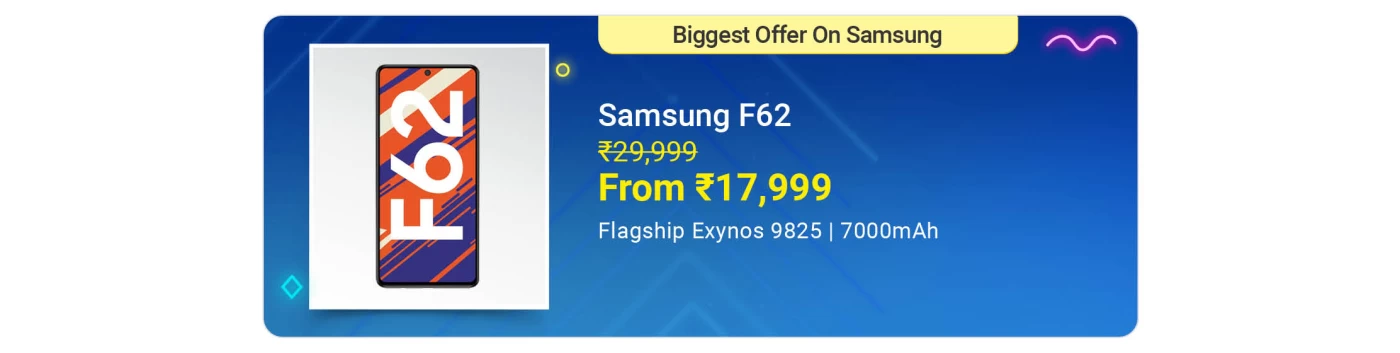 Biggest Offer On Samsung
F62
Samsung F62
₹29,999
From ₹17,999
Flagship Exynos 9825 | 7000mAh